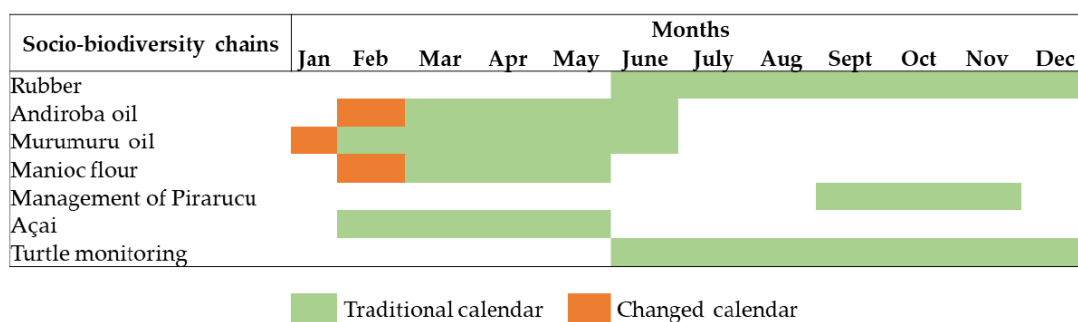 Socio-biodiversity chains
Months
Jan Feb Mar Apr May June July Aug Sept Oct Nov Dec
Rubber
Andiroba oil
Murumuru oil
Manioc flour
Management of Pirarucu
Açai
Turtle monitoring
Traditional calendar Changed calendar